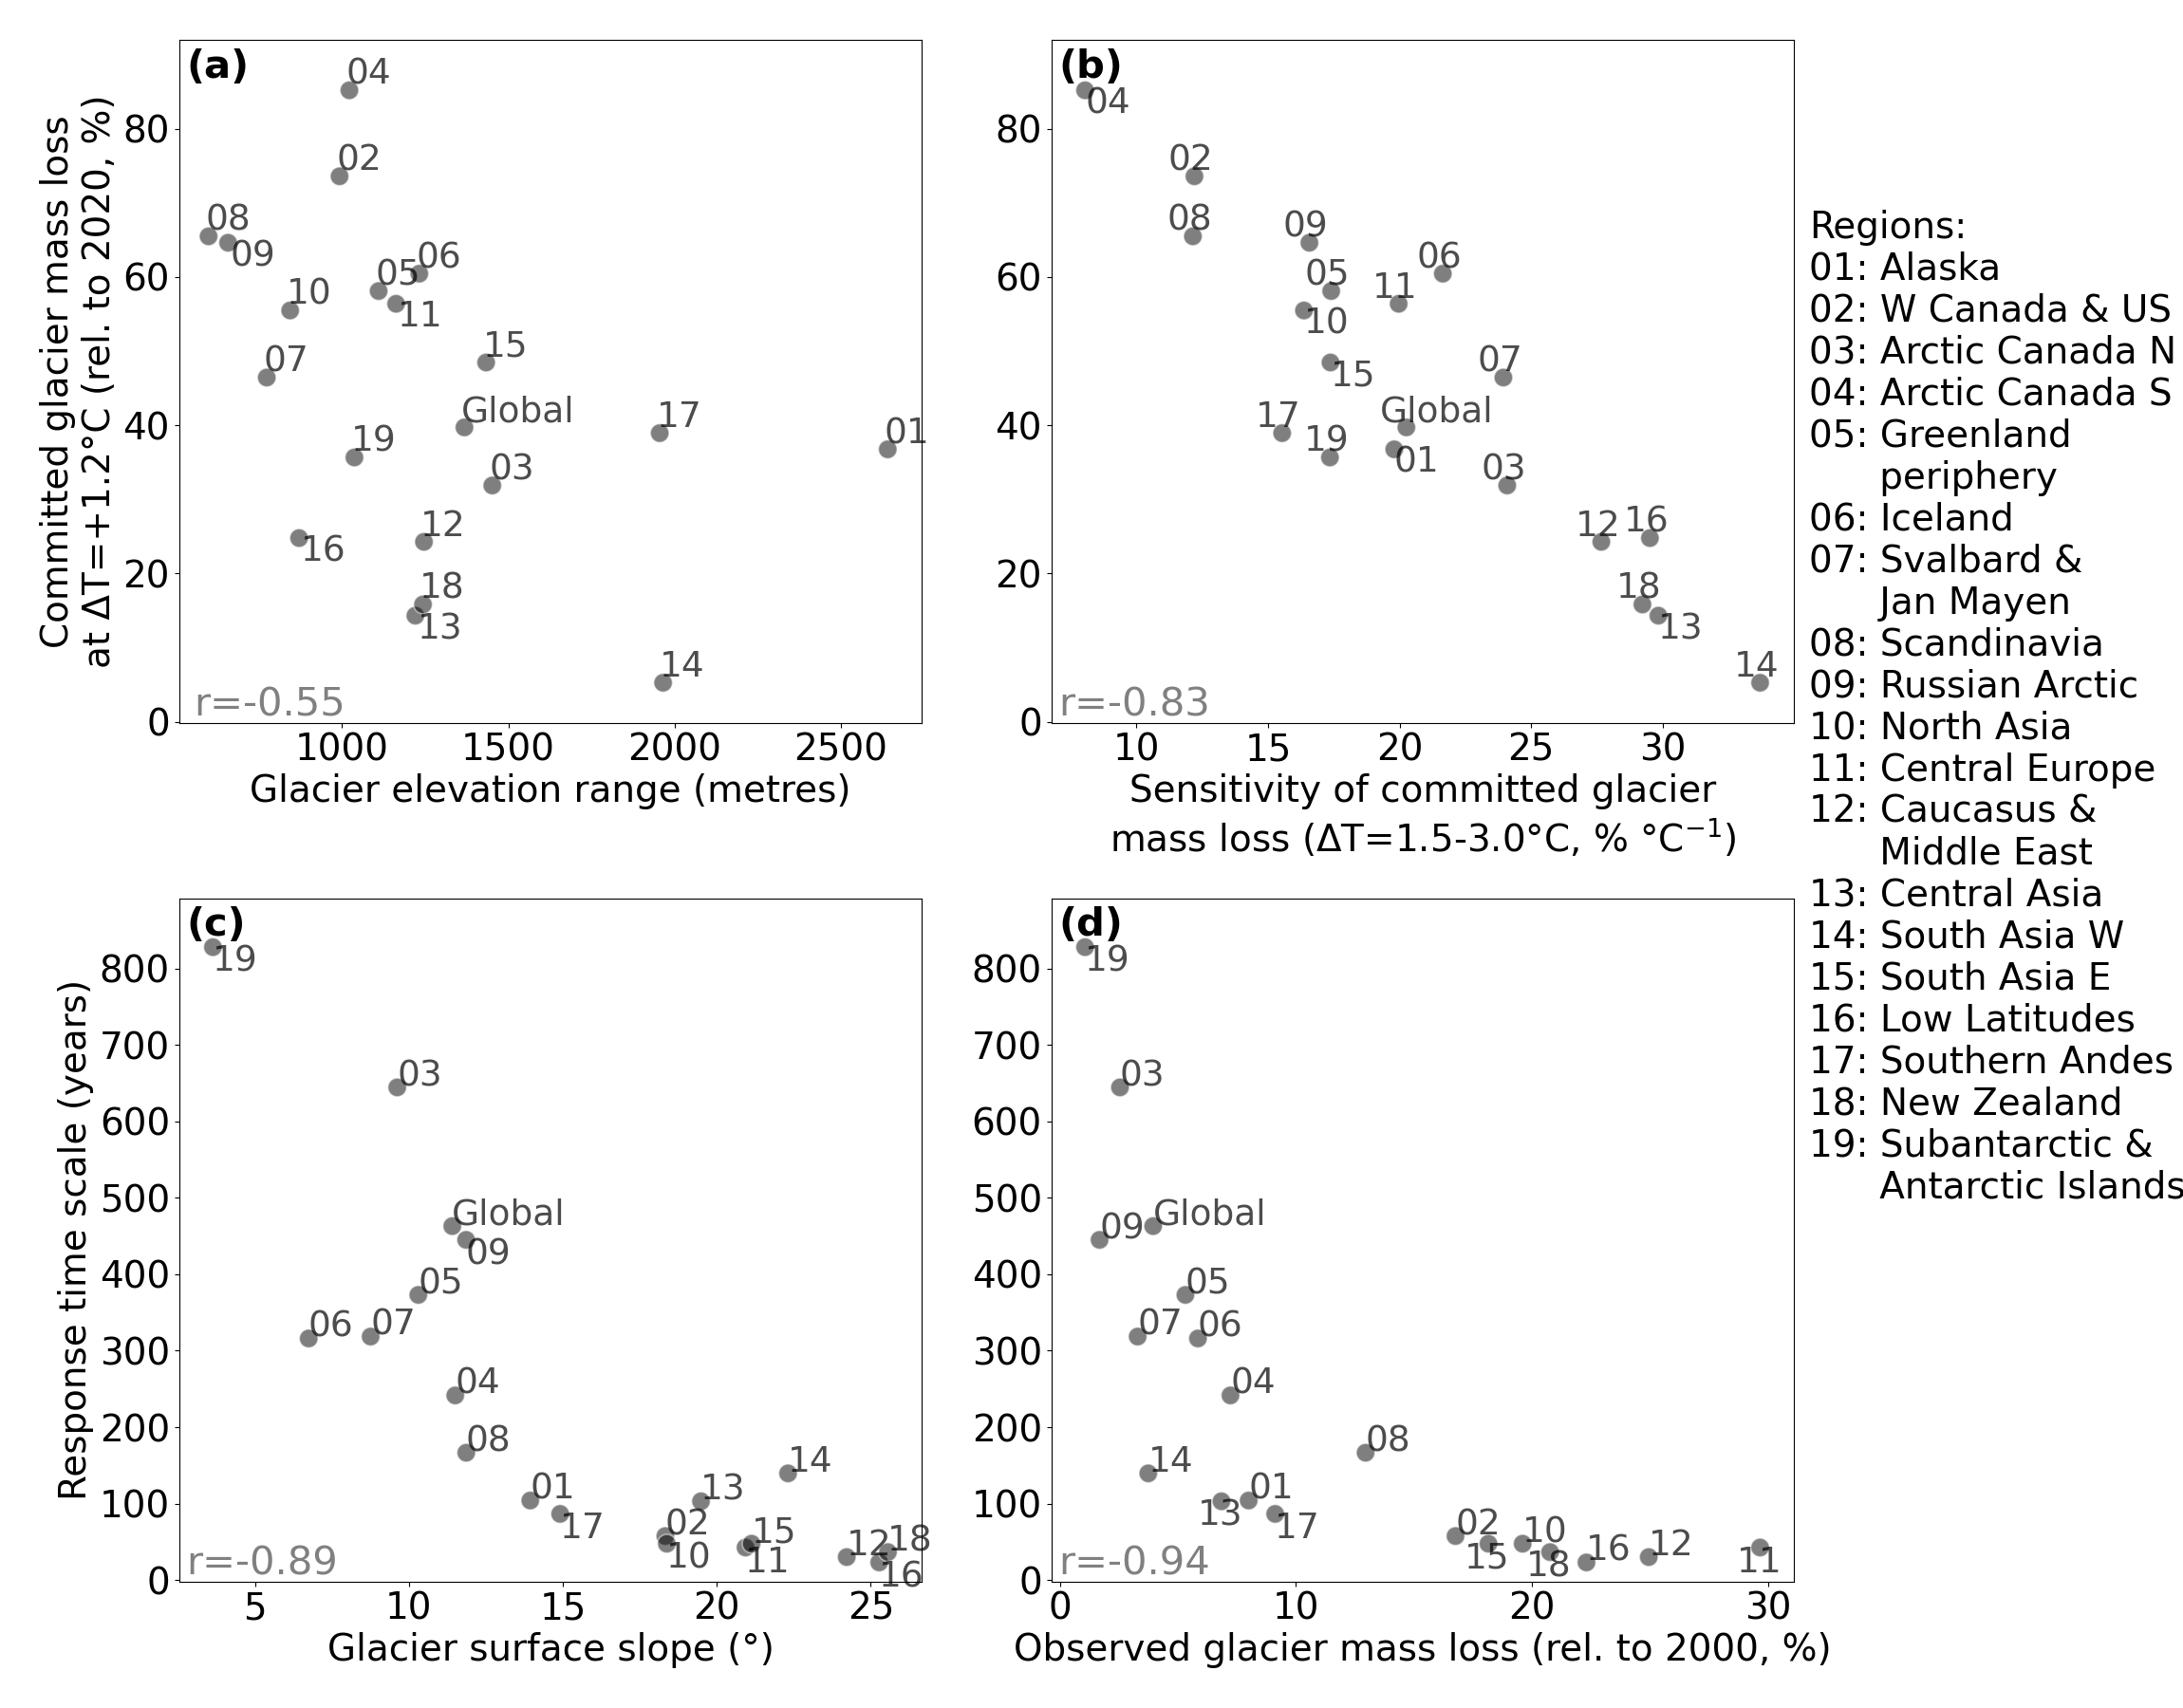 (a)
04
02
08
09
06
05
10
11
07
15
Global
17
01
19
03
12
16
18
13
14
r=-0.55
80
60
40
20
0
1000 1500 2000 2500
Glacier elevation range (metres)
Committed glacier mass loss
at ΔT=+1.2°C (rel. to 2020, %)
(b)
04
02
08
09
06
05
11
10
07
15
Global
17
19
01
03
12
16
18
13
14
r=-0.83
80
60
40
20
0
10 15 20 25 30
Sensitivity of committed glacier
mass loss (ΔT=1.5-3.0°C, % °C⁻¹)
(c)
19
03
Global
09
05
06
07
04
08
14
01
13
17
02
15
10
11
12
18
16
r=-0.89
800
700
600
500
400
300
200
100
0
5 10 15 20 25
Glacier surface slope (°)
Response time scale (years)
(d)
19
03
Global
09
05
07
06
04
08
14
01
13
17
02
10
15
18
16
12
11
r=-0.94
800
700
600
500
400
300
200
100
0
0 10 20 30
Observed glacier mass loss (rel. to 2000, %)
Regions:
01: Alaska
02: W Canada & US
03: Arctic Canada N
04: Arctic Canada S
05: Greenland
periphery
06: Iceland
07: Svalbard &
Jan Mayen
08: Scandinavia
09: Russian Arctic
10: North Asia
11: Central Europe
12: Caucasus &
Middle East
13: Central Asia
14: South Asia W
15: South Asia E
16: Low Latitudes
17: Southern Andes
18: New Zealand
19: Subantarctic &
Antarctic Islands